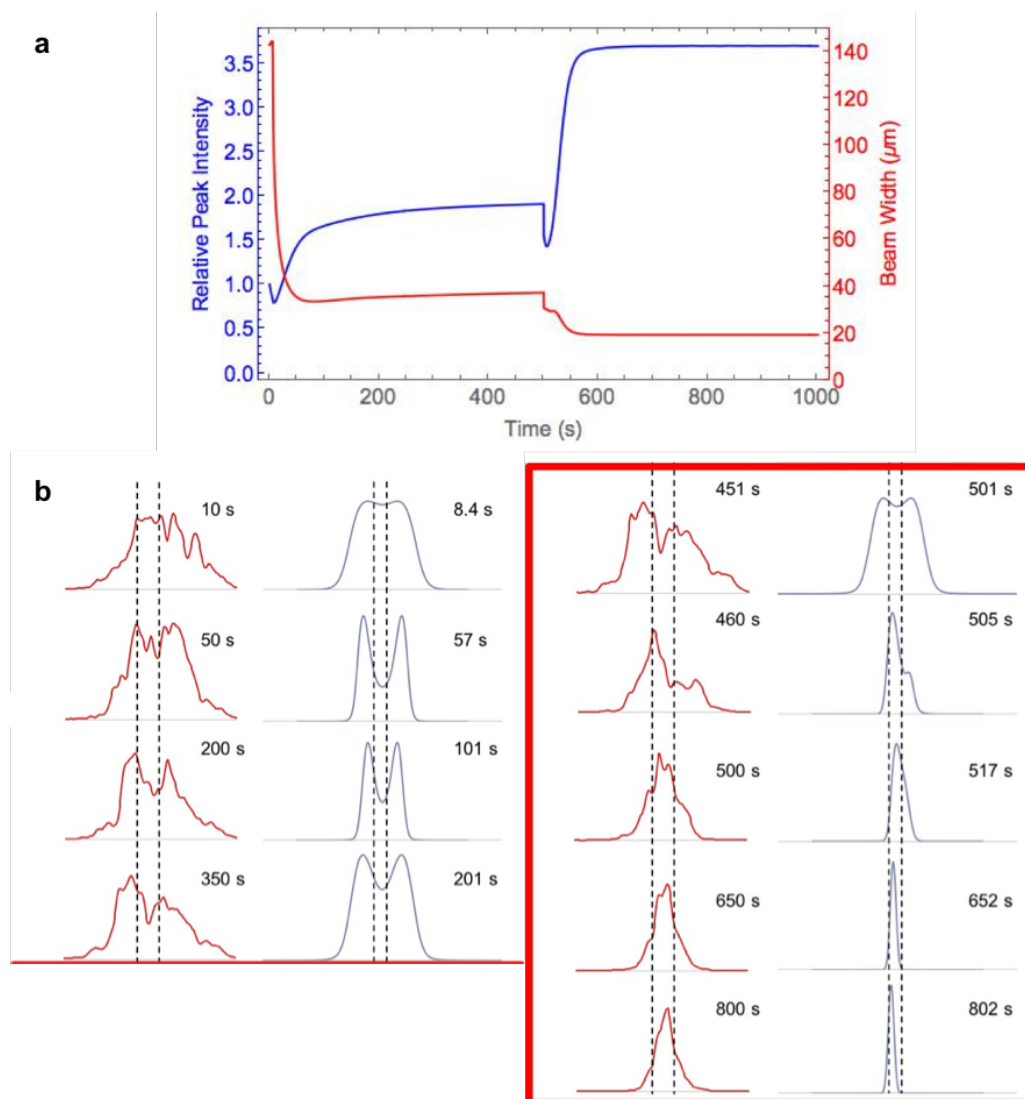 a
Relative Peak Intensity
3.5
3.0
2.5
2.0
1.5
1.0
0.5
0.0
140
120
100
80
60
40
20
0
Beam Width (μm)
0 200 400 600 800 1000
Time (s)
b
10 s 8.4 s
50 s 57 s
200 s 101 s
350 s 201 s
451 s 501 s
460 s 505 s
500 s 517 s
650 s 652 s
800 s 802 s